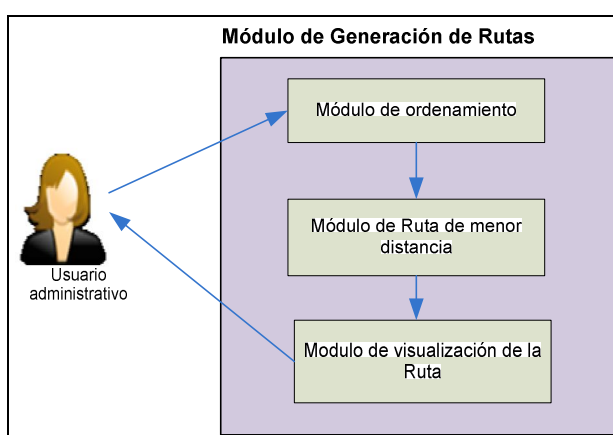 Módulo de Generación de Rutas
Módulo de ordenamiento
Módulo de Ruta de menor
distancia
Modulo de visualización de la
Ruta
Usuario
administrativo